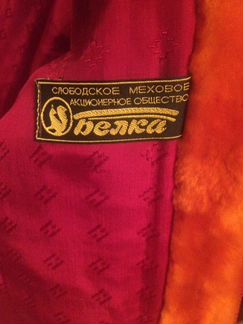 СЛОБОДСКОЕ МЕХОВОЕ
АКЦИОНЕРНОЕ ОБЩЕСТВО
белка